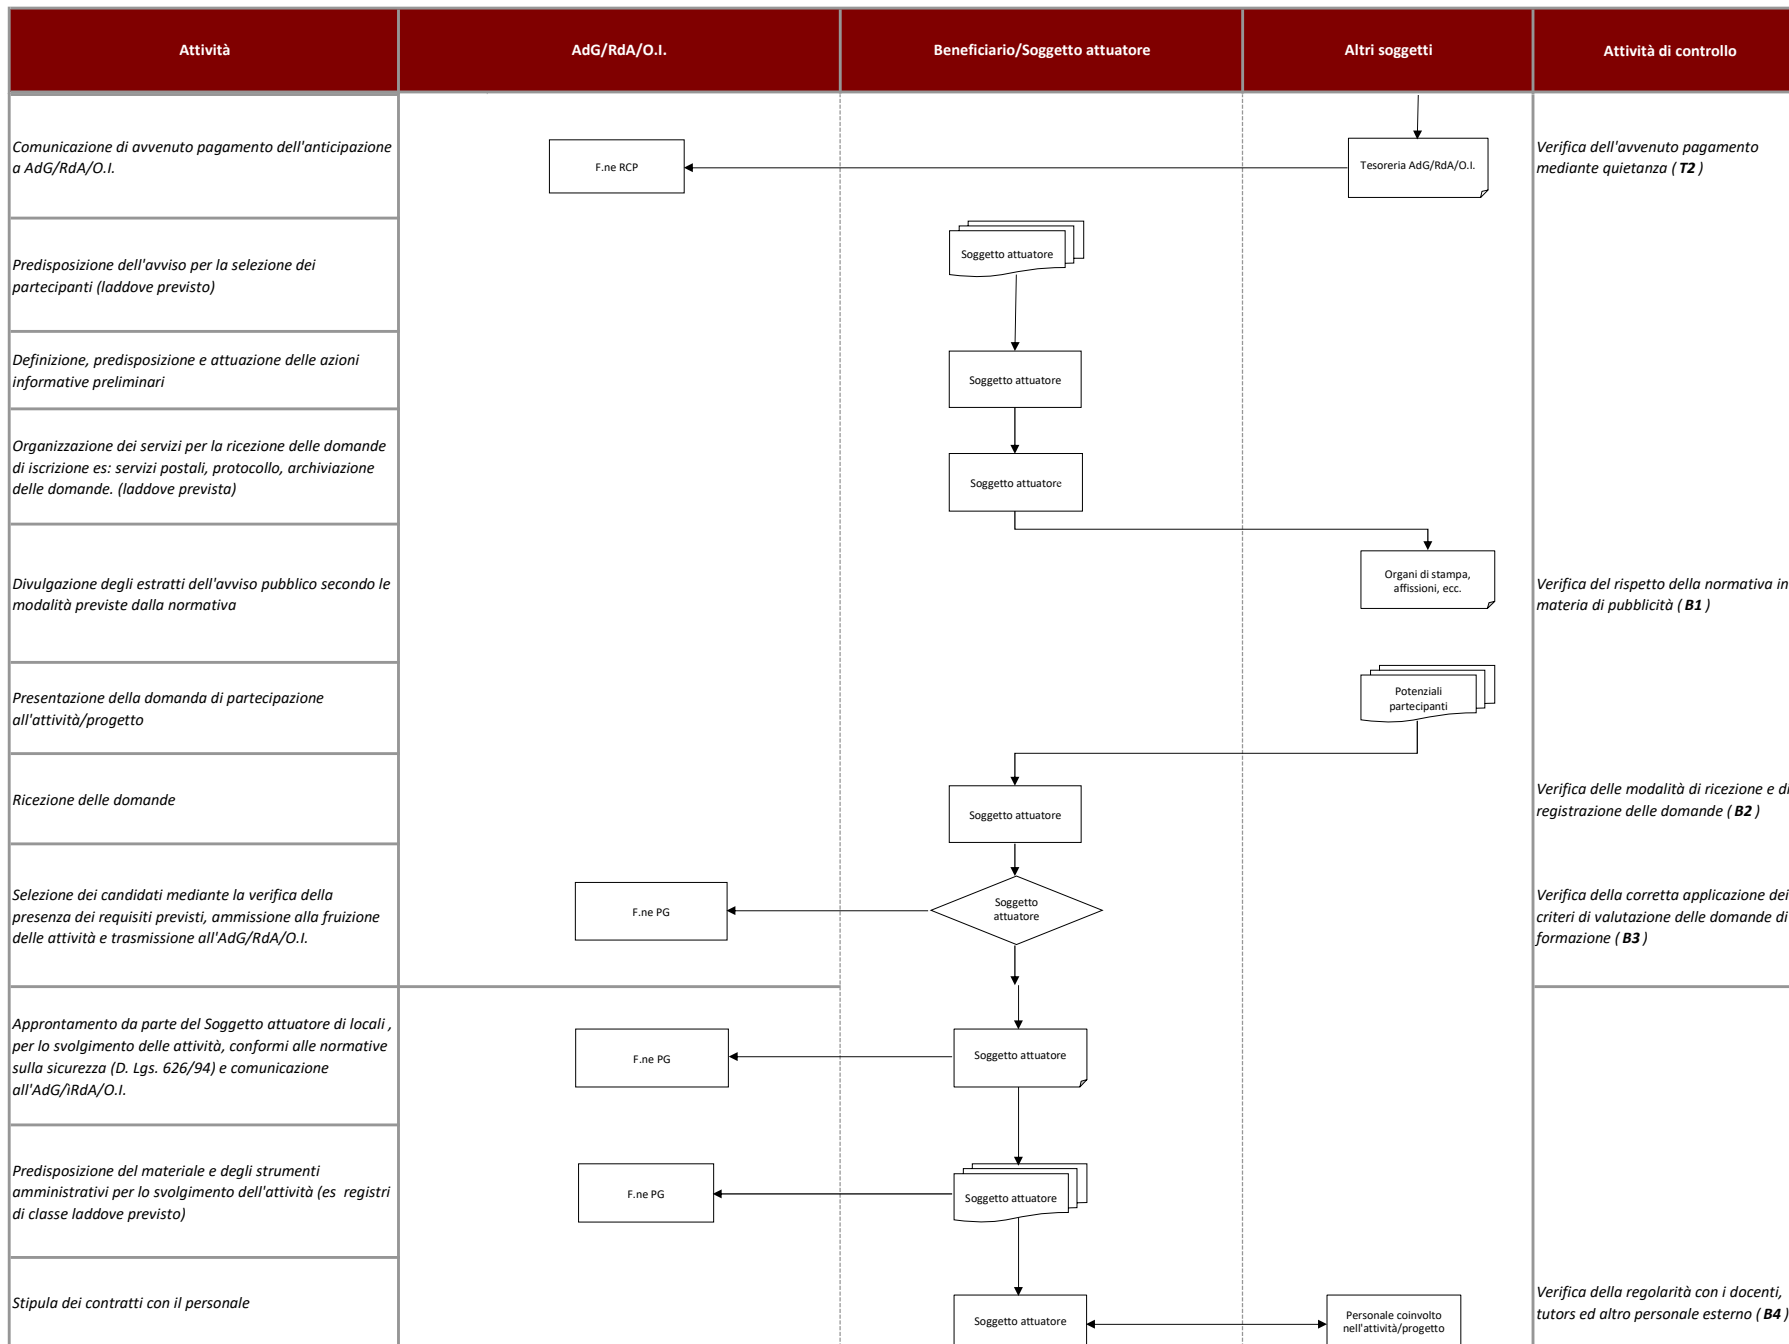 Attività
AdG/RdA/O.I.
Beneficiario/Soggetto attuatore
Altri soggetti
Attività di controllo
Comunicazione di avvenuto pagamento dell'anticipazione
a AdG/RdA/O.I.
F.ne RCP
Tesoreria AdG/RdA/O.I.
Verifica dell'avvenuto pagamento
mediante quietanza ( T2 )
Predisposizione dell'avviso per la selezione dei
partecipanti (laddove previsto)
Soggetto attuatore
Definizione, predisposizione e attuazione delle azioni
informative preliminari
Soggetto attuatore
Organizzazione dei servizi per la ricezione delle domande
di iscrizione es: servizi postali, protocollo, archiviazione
delle domande. (laddove prevista)
Soggetto attuatore
Divulgazione degli estratti dell'avviso pubblico secondo le
modalità previste dalla normativa
Organi di stampa,
affissioni, ecc.
Verifica del rispetto della normativa in
materia di pubblicità ( B1 )
Presentazione della domanda di partecipazione
all'attività/progetto
Potenziali
partecipanti
Ricezione delle domande
Soggetto attuatore
Verifica delle modalità di ricezione e di
registrazione delle domande ( B2 )
Selezione dei candidati mediante la verifica della
presenza dei requisiti previsti, ammissione alla fruizione
delle attività e trasmissione all'AdG/RdA/O.I.
F.ne PG
Soggetto
attuatore
Verifica della corretta applicazione dei
criteri di valutazione delle domande di
formazione ( B3 )
Approntamento da parte del Soggetto attuatore di locali ,
per lo svolgimento delle attività, conformi alle normative
sulla sicurezza (D. Lgs. 626/94) e comunicazione
all'AdG/iRdA/O.I.
F.ne PG
Soggetto attuatore
Predisposizione del materiale e degli strumenti
amministrativi per lo svolgimento dell'attività (es  registri
di classe laddove previsto)
F.ne PG
Soggetto attuatore
Stipula dei contratti con il personale
Soggetto attuatore
Personale coinvolto
nell'attività/progetto
Verifica della regolarità con i docenti,
tutors ed altro personale esterno ( B4 )